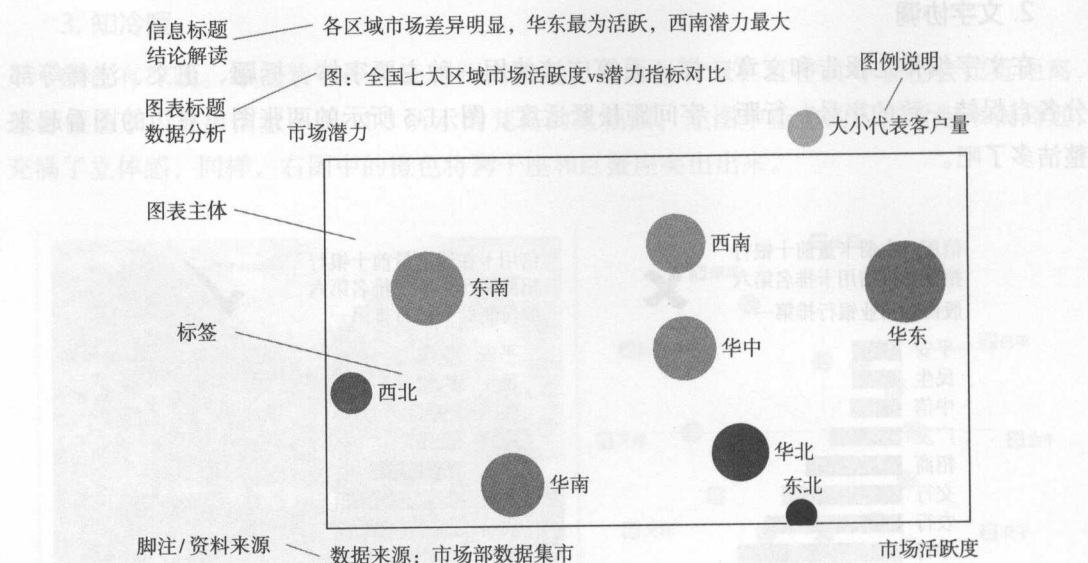 信息标题
结论解读
各区域市场差异明显，华东最为活跃，西南潜力最大
图例说明
图表标题
数据分析
图1：全国七大区域市场活跃度vs潜力指标对比
市场潜力
大小代表客户量
图表主体
西南
东南
华东
华中
标签
西北
华北
华南
东北
脚注/资料来源
数据来源：市场部数据集市
市场活跃度